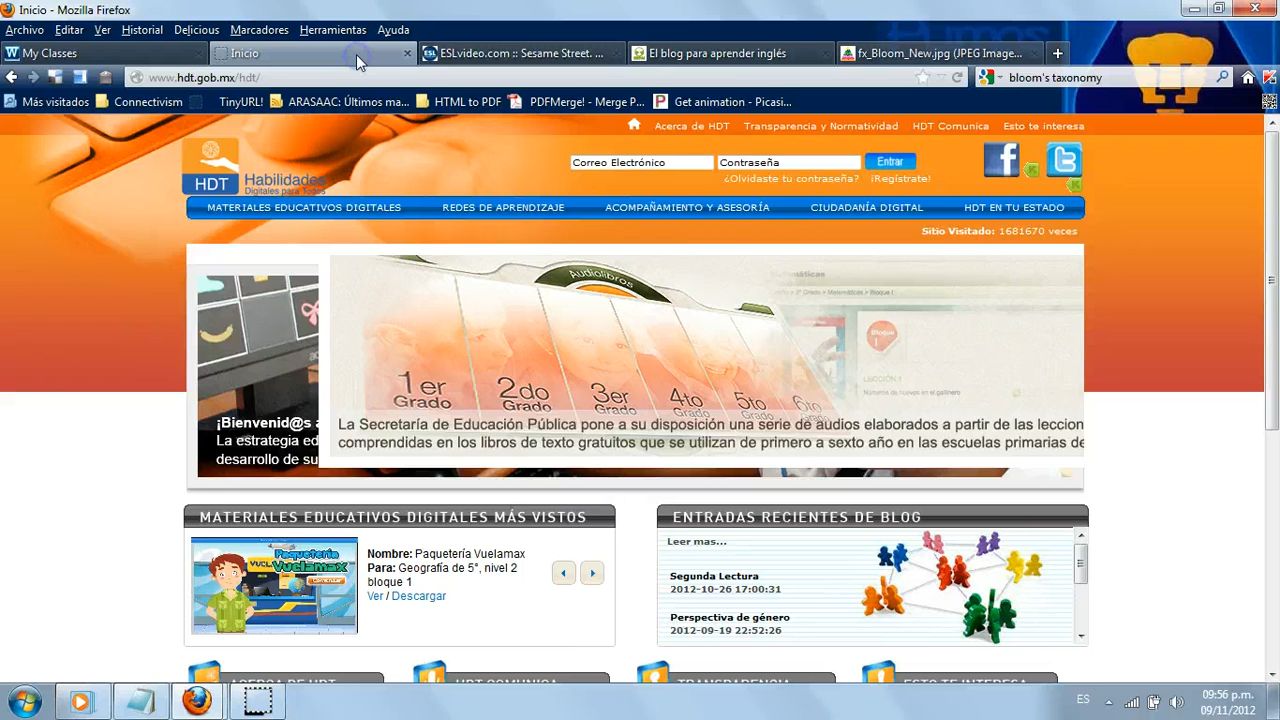 Inicio - Mozilla Firefox
Archivo Editar Ver Historial Delicious Marcadores Herramientas Ayuda
My Classes Inicio ESLvideo.com :: Sesame Street. ... El blog para aprender inglés fx_Bloom_New.jpg (JPEG Image...
www.hdt.gob.mx/hdt/ bloom's taxonomy
Más visitados Connectivism TinyURL! ARASAAC: Últimos ma... HTML to PDF PDFMerge! - Merge P... Get animation - Picasi...
Acerca de HDT Transparencia y Normatividad HDT Comunica Esto te interesa
HDT Habilidades
Digitales para Todos
Correo Electrónico Contraseña Entrar
¿Olvidaste tu contraseña? ¡Regístrate!
MATERIALES EDUCATIVOS DIGITALES REDES DE APRENDIZAJE ACOMPAÑAMIENTO Y ASESORÍA CIUDADANÍA DIGITAL HDT EN TU ESTADO
Sitio Visitado: 1681670 veces
Audiolibros
1er Grado 2do Grado 3er Grado 4to Grado 5to Grado 6to
¡Bienvenid@s a
La estrategia ed
desarrollo de su
La Secretaría de Educación Pública pone a su disposición una serie de audios elaborados a partir de las leccion
comprendidas en los libros de texto gratuitos que se utilizan de primero a sexto año en las escuelas primarias de
MATERIALES EDUCATIVOS DIGITALES MÁS VISTOS
Paquetería Vuelamax
Nombre: Paquetería Vuelamax
Para: Geografía de 5°, nivel 2
bloque 1
Ver / Descargar
ENTRADAS RECIENTES DE BLOG
Leer mas...
Segunda Lectura
2012-10-26 17:00:31
Perspectiva de género
2012-09-19 22:52:26
ACERCA DE HDT HDT COMUNICA TRANSPARENCIA ESTO TE INTERESA
ES 09:56 p.m.
09/11/2012